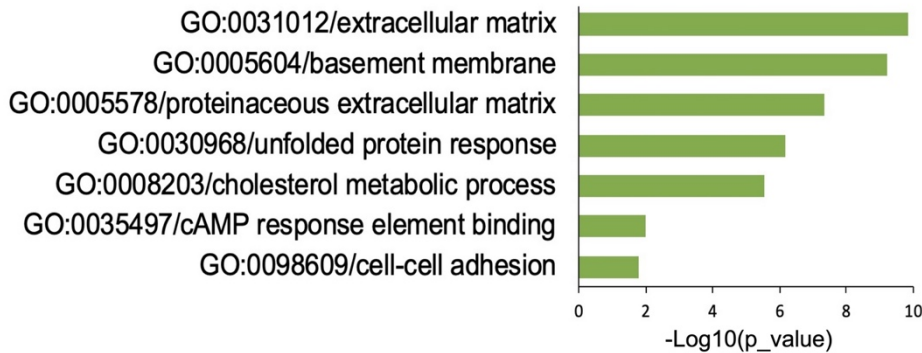 GO:0031012/extracellular matrix
GO:0005604/basement membrane
GO:0005578/proteinaceous extracellular matrix
GO:0030968/unfolded protein response
GO:0008203/cholesterol metabolic process
GO:0035497/cAMP response element binding
GO:0098609/cell-cell adhesion
0 2 4 6 8 10
-Log10(p_value)